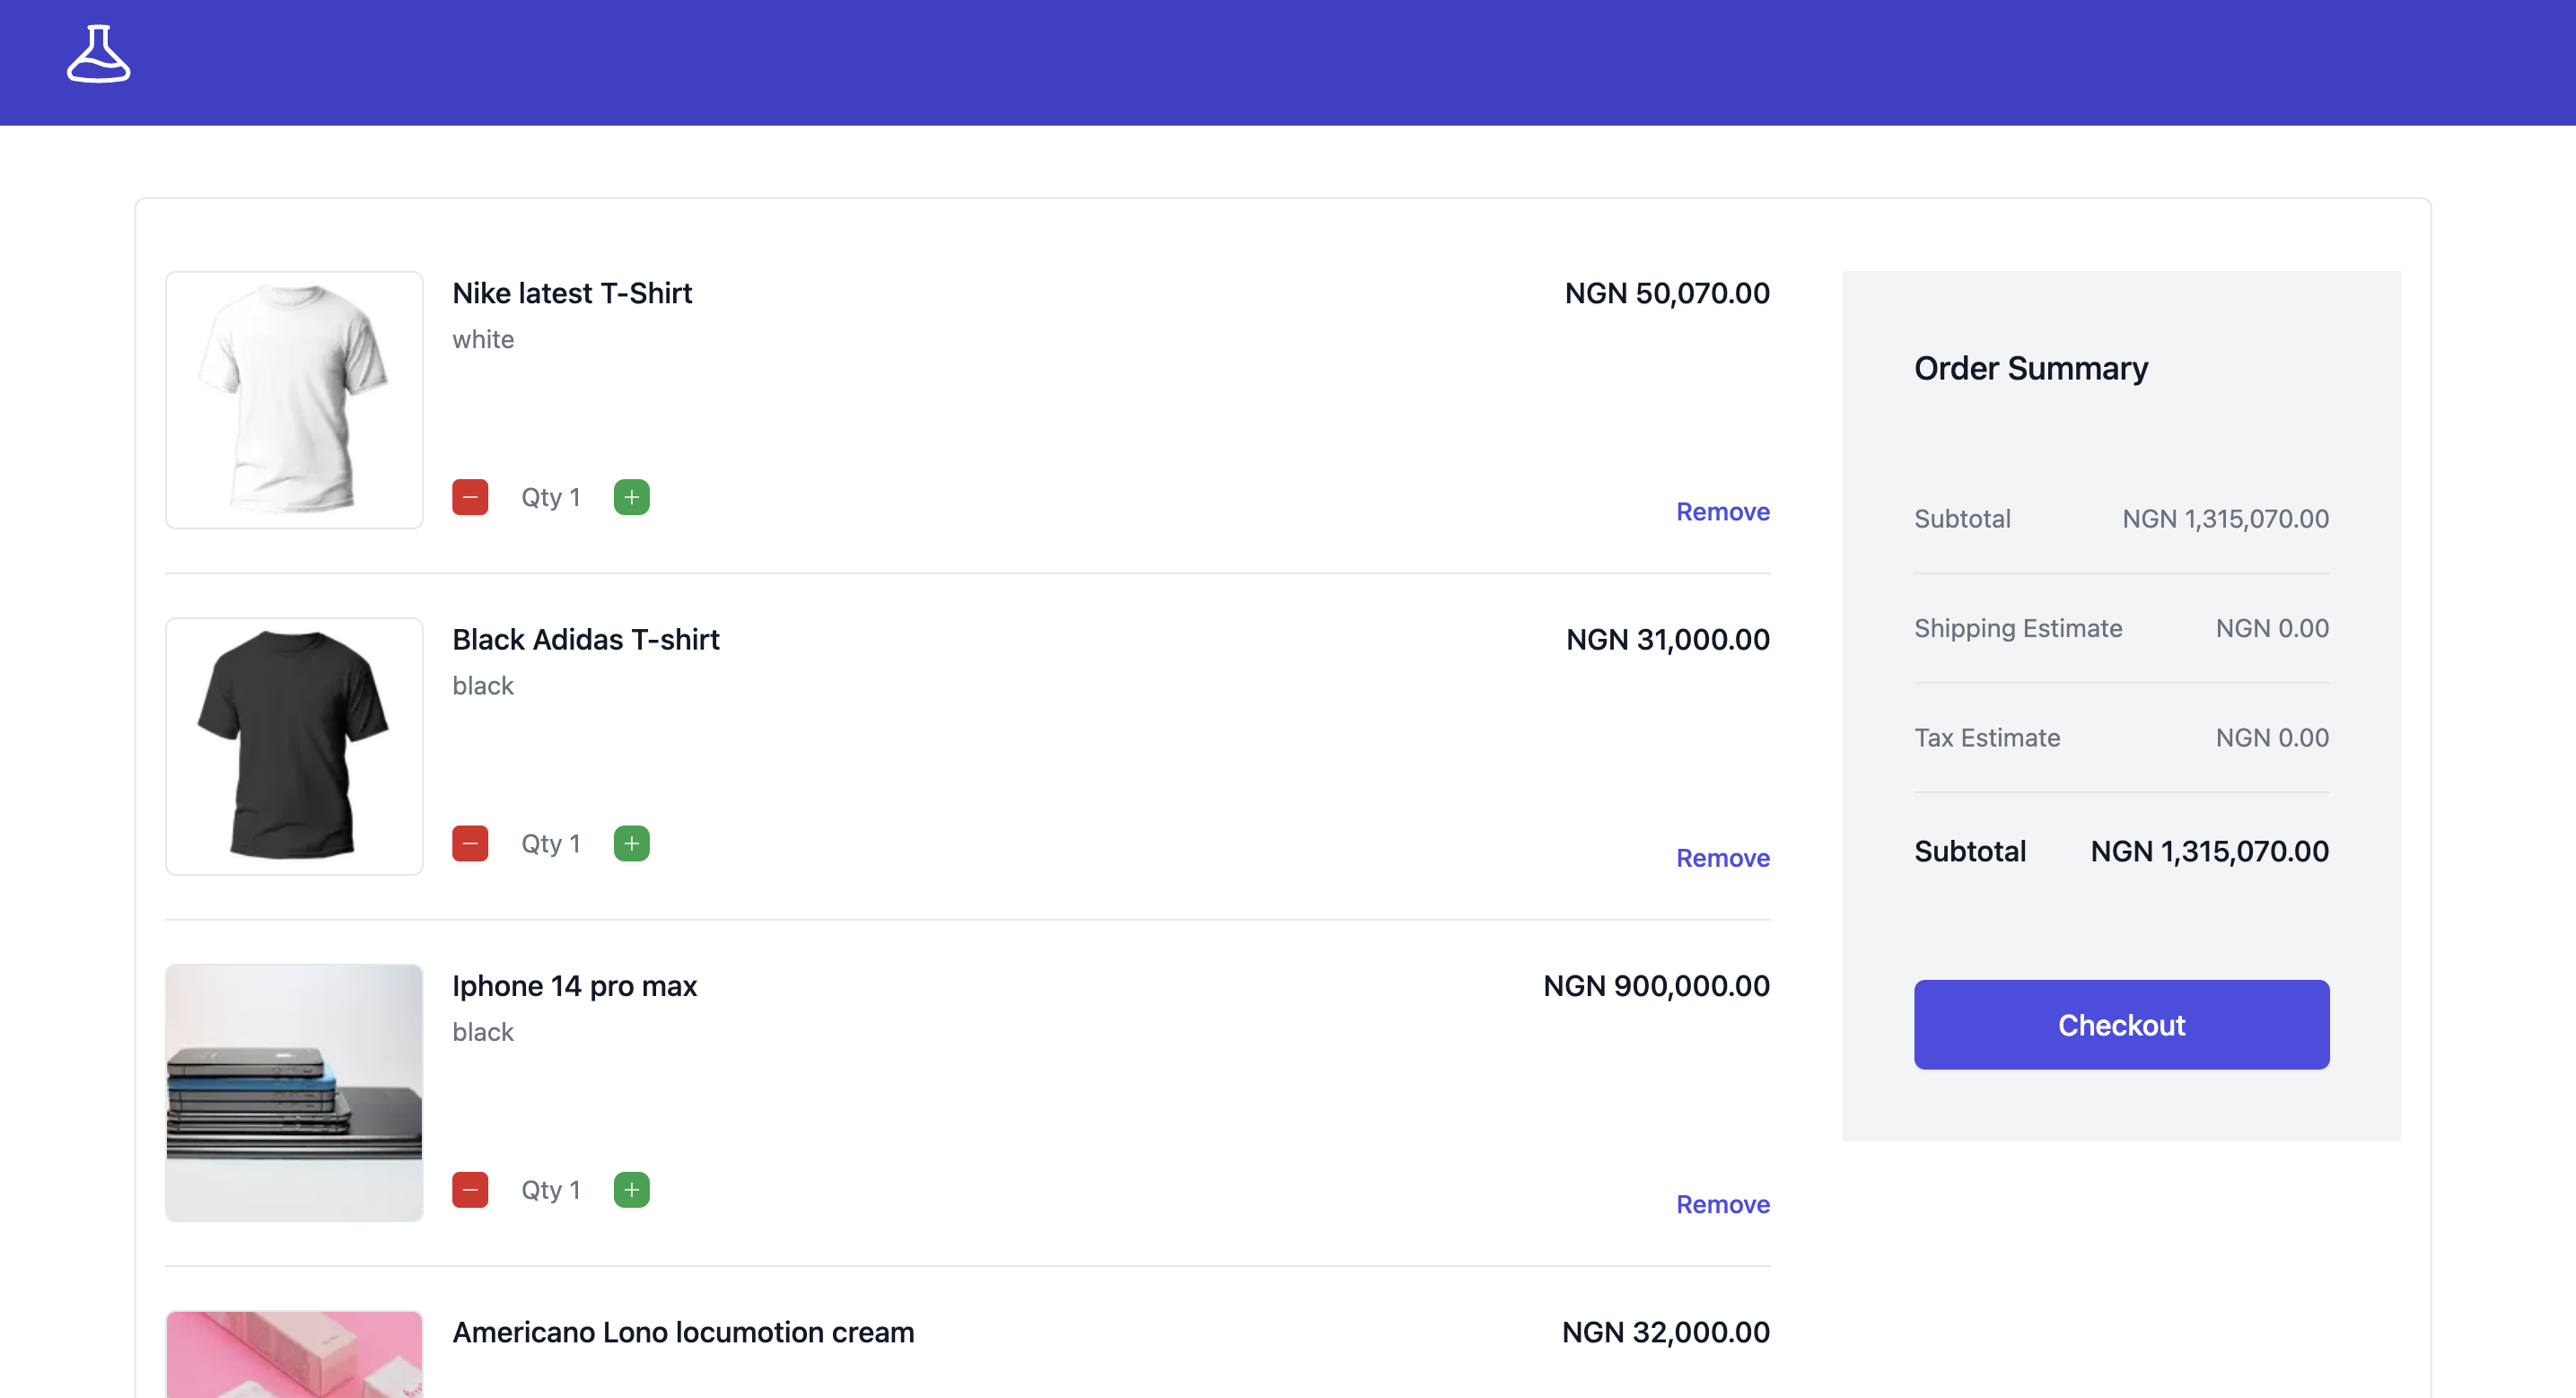 Nike latest T-Shirt
NGN 50,070.00
white
Qty 1
Remove
Black Adidas T-shirt
NGN 31,000.00
black
Qty 1
Remove
Iphone 14 pro max
NGN 900,000.00
black
Qty 1
Remove
Americano Lono locumotion cream
NGN 32,000.00
Order Summary
Subtotal NGN 1,315,070.00
Shipping Estimate NGN 0.00
Tax Estimate NGN 0.00
Subtotal NGN 1,315,070.00
Checkout